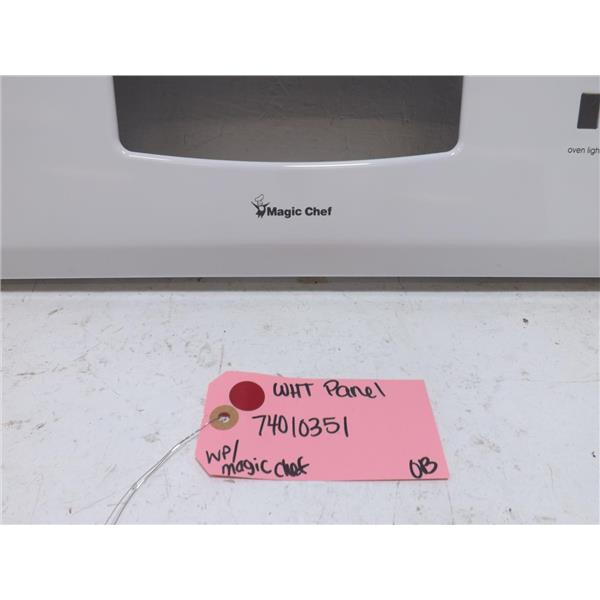 oven ligh
Magic Chef
WHT Panel
74010351
WP/
magic chef
OB